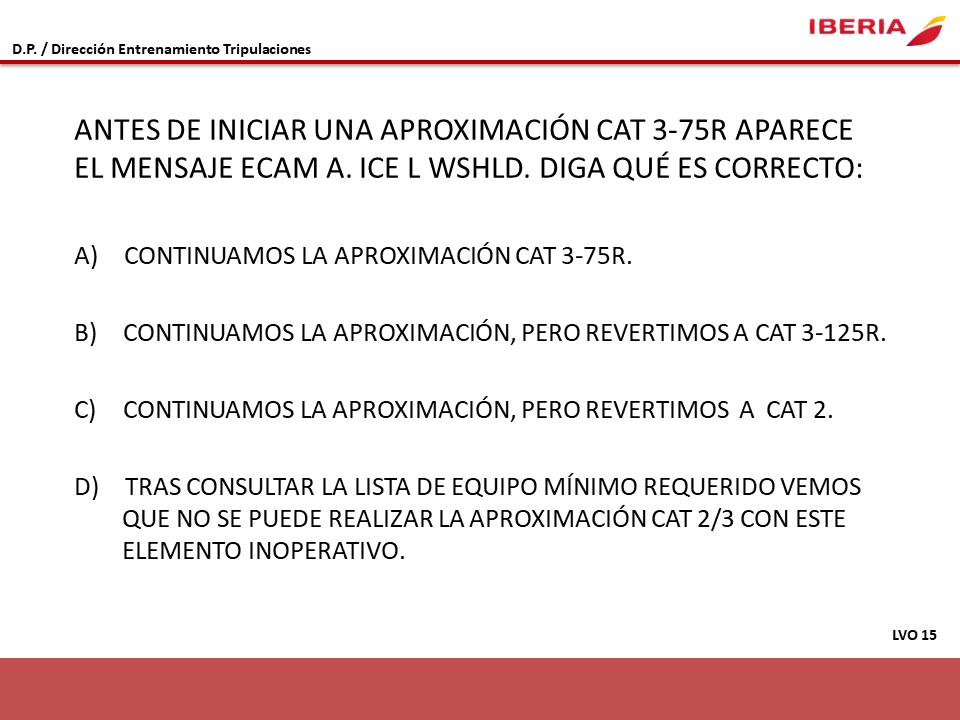 IBERIA
D.P. / Dirección Entrenamiento Tripulaciones
ANTES DE INICIAR UNA APROXIMACIÓN CAT 3-75R APARECE
EL MENSAJE ECAM A. ICE L WSHLD. DIGA QUÉ ES CORRECTO:
A) CONTINUAMOS LA APROXIMACIÓN CAT 3-75R.
B) CONTINUAMOS LA APROXIMACIÓN, PERO REVERTIMOS A CAT 3-125R.
C) CONTINUAMOS LA APROXIMACIÓN, PERO REVERTIMOS A CAT 2.
D) TRAS CONSULTAR LA LISTA DE EQUIPO MÍNIMO REQUERIDO VEMOS
QUE NO SE PUEDE REALIZAR LA APROXIMACIÓN CAT 2/3 CON ESTE
ELEMENTO INOPERATIVO.
LVO 15